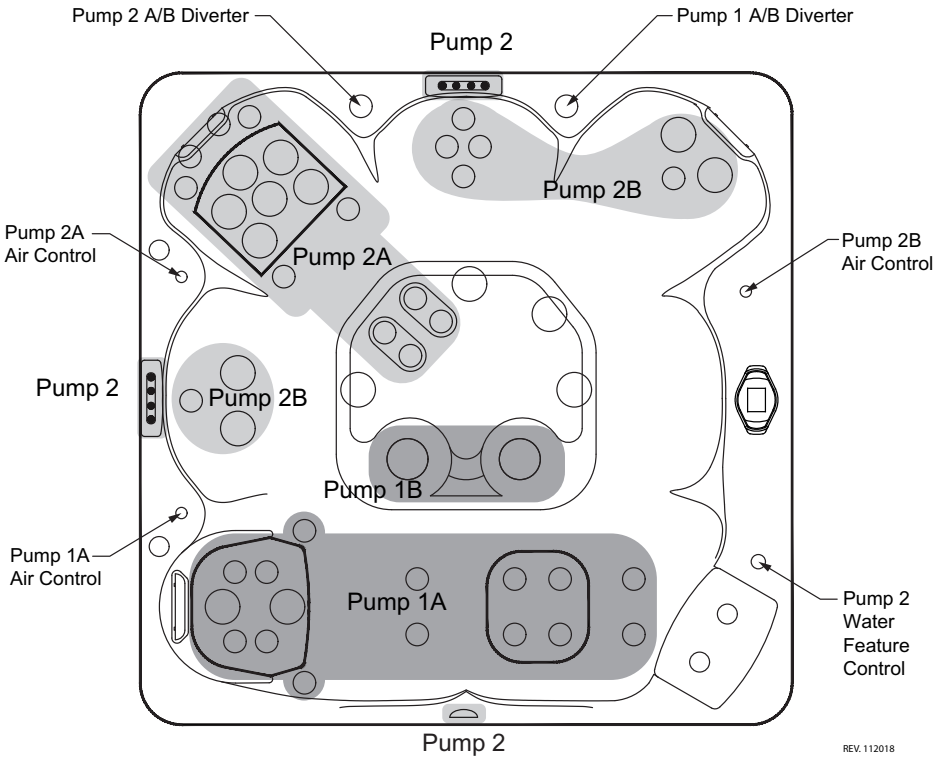 Pump 2 A/B Diverter
Pump 1 A/B Diverter
Pump 2
Pump 2B
Pump 2A
Air Control
Pump 2A
Pump 2B
Air Control
Pump 2
Pump 2B
Pump 1B
Pump 1A
Air Control
Pump 1A
Pump 2
Water
Feature
Control
Pump 2
REV. 112018